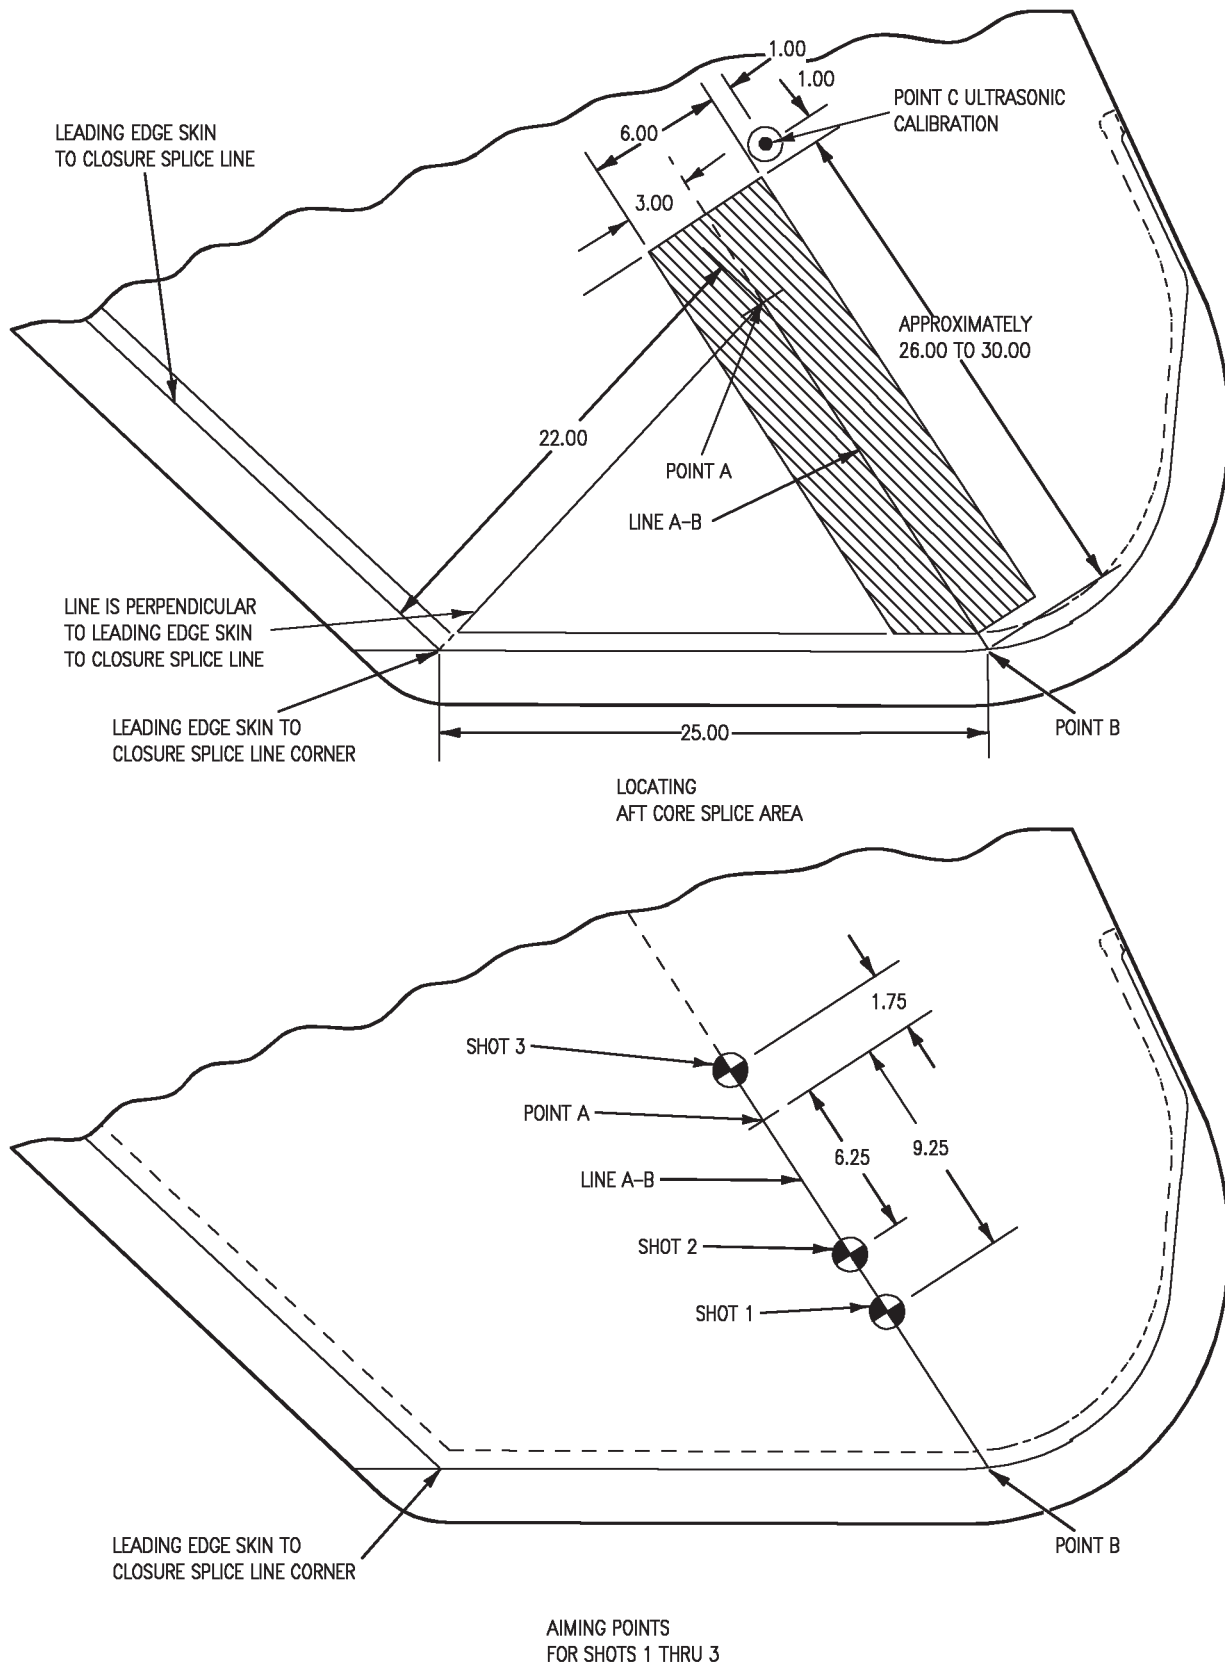 1.00
1.00
POINT C ULTRASONIC
CALIBRATION
6.00
LEADING EDGE SKIN
TO CLOSURE SPLICE LINE
3.00
APPROXIMATELY
26.00 TO 30.00
22.00
POINT A
LINE A-B
LINE IS PERPENDICULAR
TO LEADING EDGE SKIN
TO CLOSURE SPLICE LINE
LEADING EDGE SKIN TO
CLOSURE SPLICE LINE CORNER
25.00
POINT B
LOCATING
AFT CORE SPLICE AREA
1.75
SHOT 3
POINT A
9.25
6.25
LINE A-B
SHOT 2
SHOT 1
LEADING EDGE SKIN TO
CLOSURE SPLICE LINE CORNER
POINT B
AIMING POINTS
FOR SHOTS 1 THRU 3